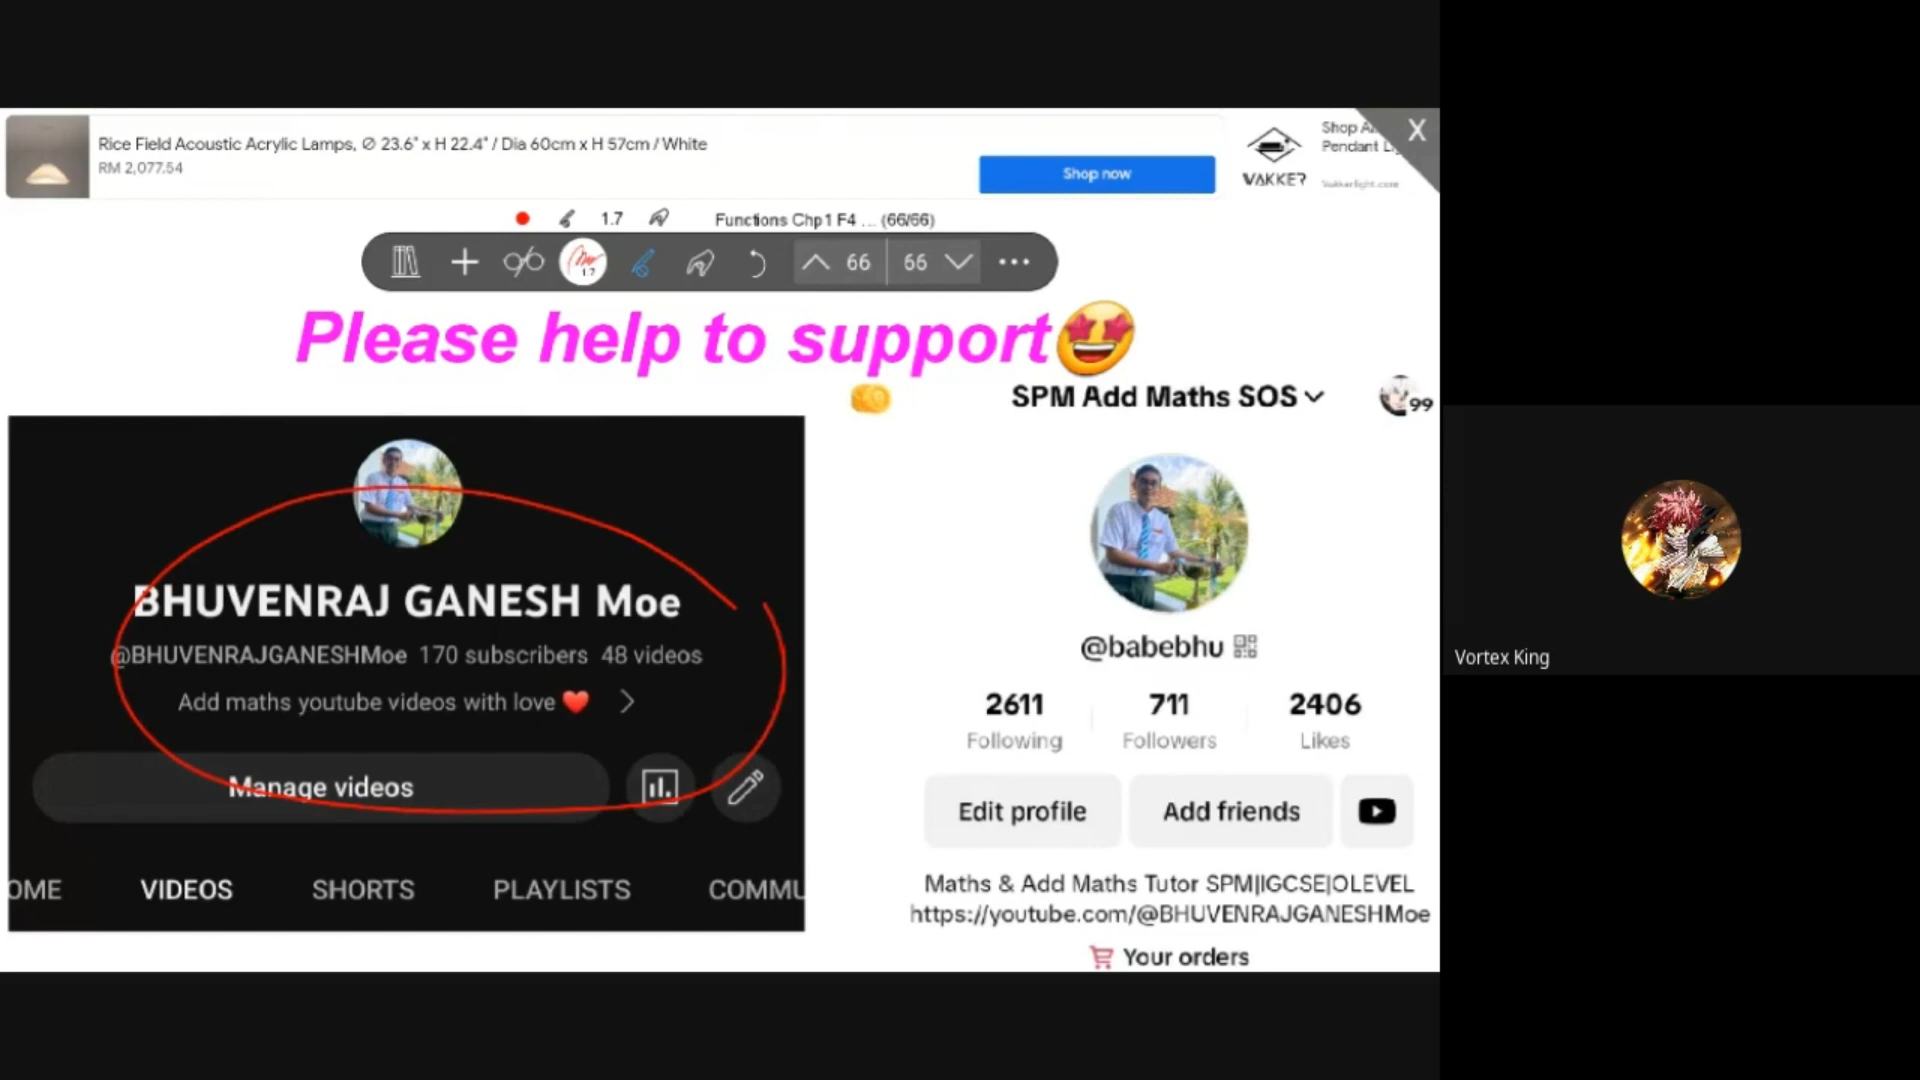 Rice Field Acoustic Acrylic Lamps, Ø 23.6" x H 22.4" / Dia 60cm x H 57cm / White
RM 2,077.54
Shop now
VAKKER
Shop
Pendant
X
1.7
Functions Chp1 F4 ... (66/66)
1.7
66
66
Please help to support
SPM Add Maths SOS
99
BHUVENRAJ GANESH Moe
@BHUVENRAJGANESHMoe 170 subscribers 48 videos
Add maths youtube videos with love
Manage videos
OME VIDEOS SHORTS PLAYLISTS COMMU
@babebhu
2611 711 2406
Following Followers Likes
Edit profile Add friends
Maths & Add Maths Tutor SPM|IGCSE|OLEVEL
https://youtube.com/@BHUVENRAJGANESHMoe
Your orders
Vortex King